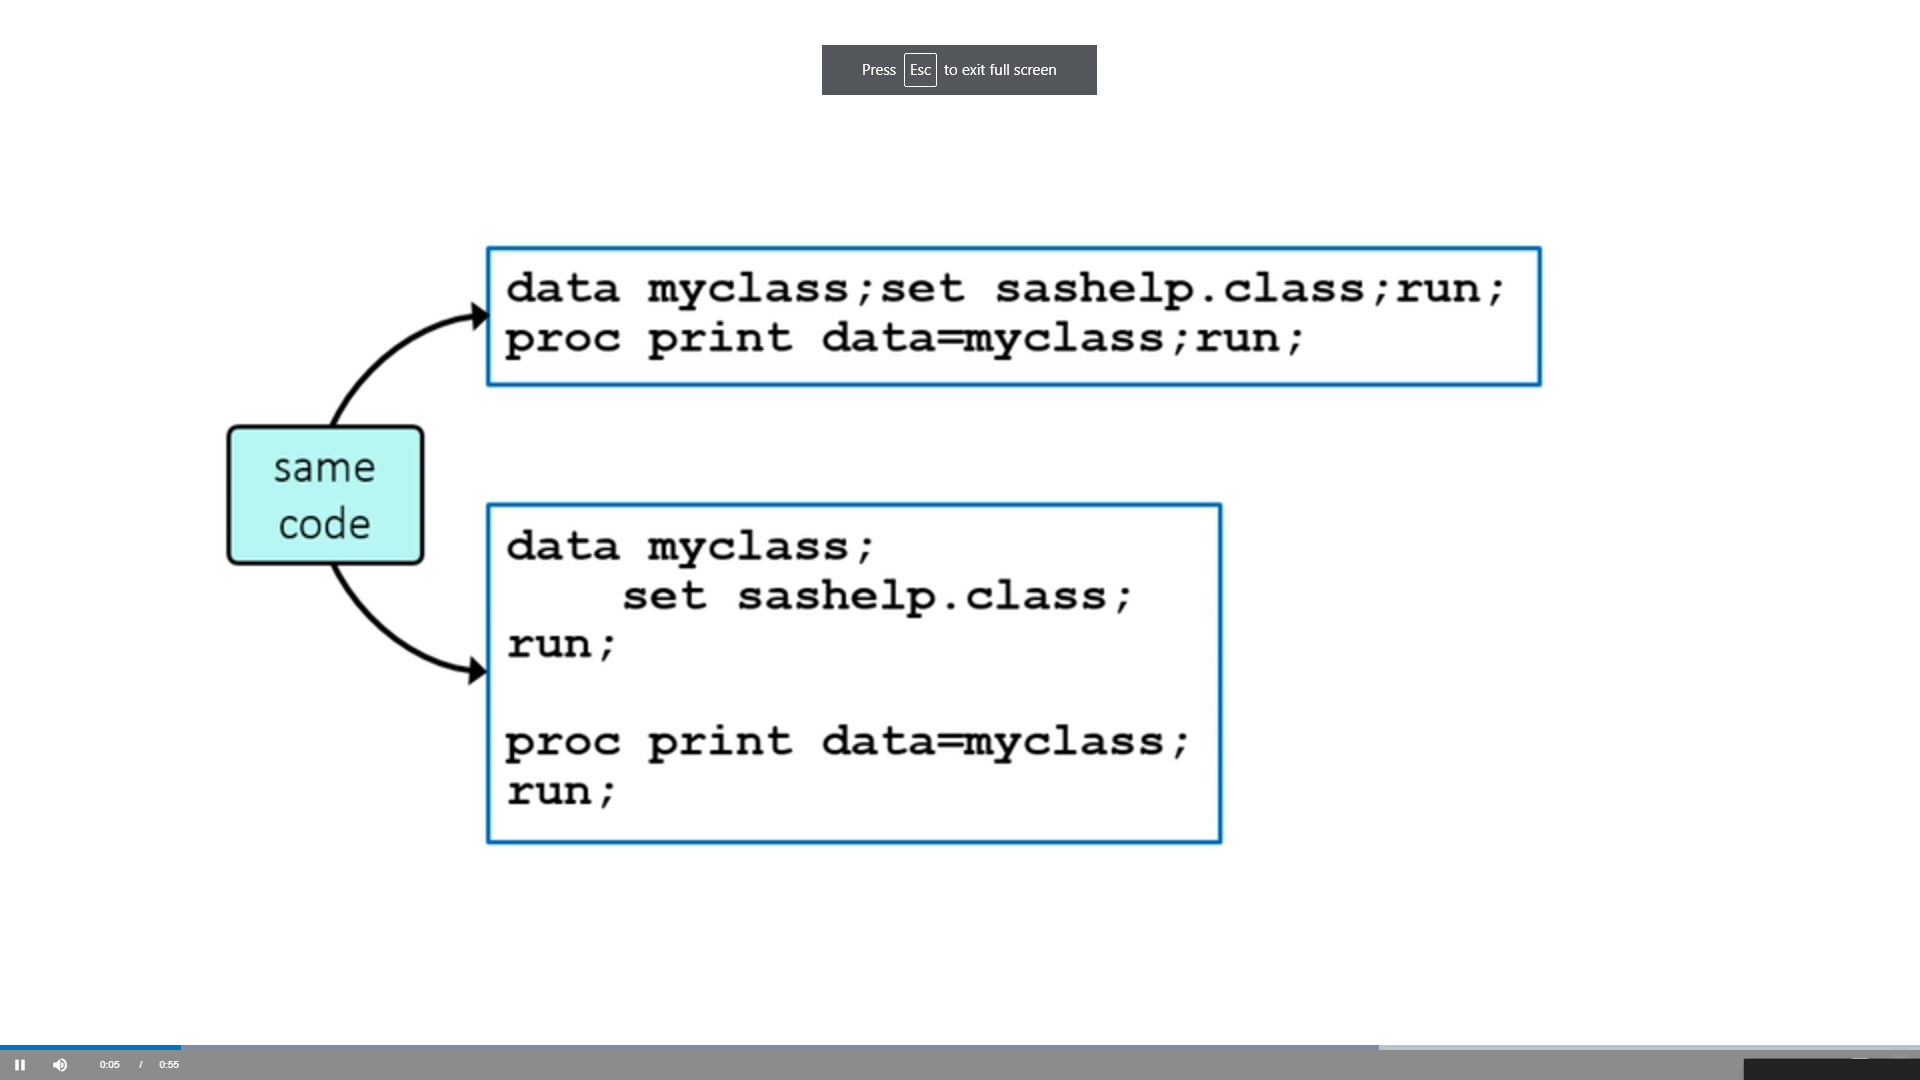 Press Esc to exit full screen
data myclass;set sashelp.class;run;
proc print data=myclass;run;
same
code
data myclass;
    set sashelp.class;
run;
proc print data=myclass;
run;
0:05 / 0:55